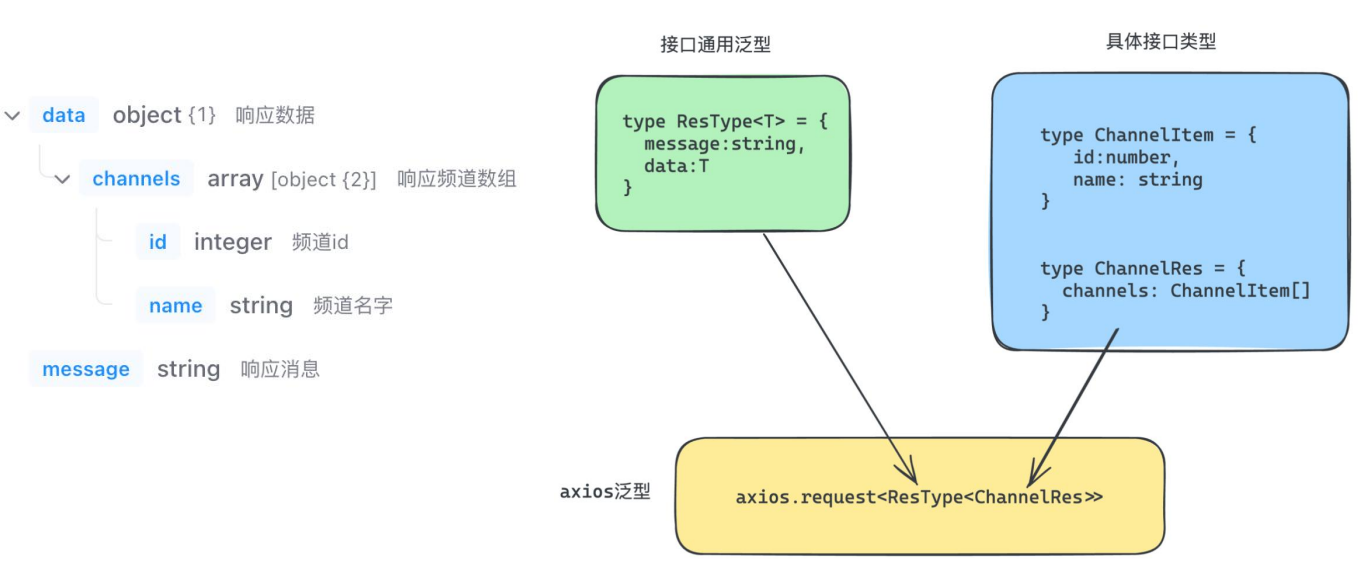 data object {1} 响应数据
channels array [object {2}] 响应频道数组
id integer 频道id
name string 频道名字
message string 响应消息
接口通用泛型
type ResType<T> = {
message:string,
data:T
}
具体接口类型
type ChannelItem = {
id:number,
name: string
}
type ChannelRes = {
channels: ChannelItem[]
}
axios泛型
axios.request<ResType<ChannelRes>>